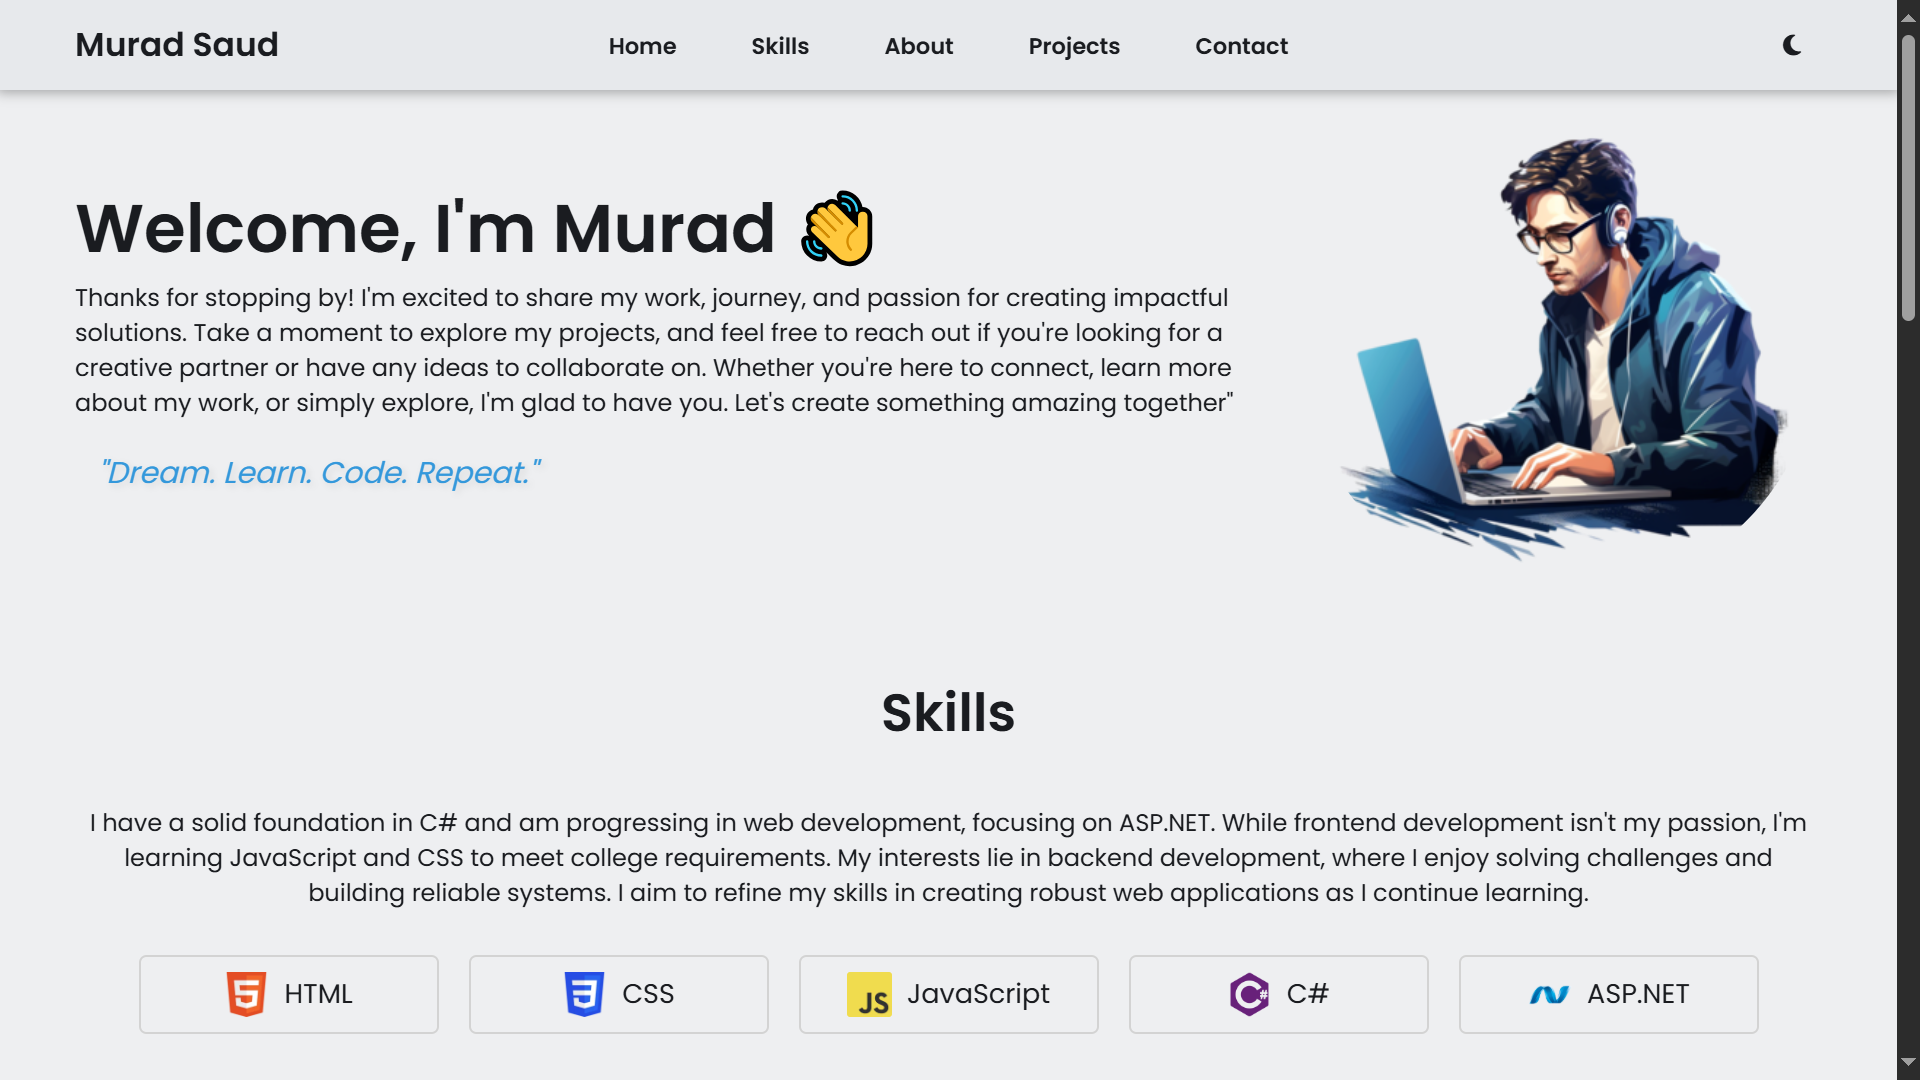 Murad Saud
Home
Skills
About
Projects
Contact
Welcome, I'm Murad 👋
Thanks for stopping by! I'm excited to share my work, journey, and passion for creating impactful
solutions. Take a moment to explore my projects, and feel free to reach out if you're looking for a
creative partner or have any ideas to collaborate on. Whether you're here to connect, learn more
about my work, or simply explore, I'm glad to have you. Let's create something amazing together"
"Dream. Learn. Code. Repeat."
Skills
I have a solid foundation in C# and am progressing in web development, focusing on ASP.NET. While frontend development isn't my passion, I'm
learning JavaScript and CSS to meet college requirements. My interests lie in backend development, where I enjoy solving challenges and
building reliable systems. I aim to refine my skills in creating robust web applications as I continue learning.
HTML
CSS
JS JavaScript
C# C#
ASP.NET